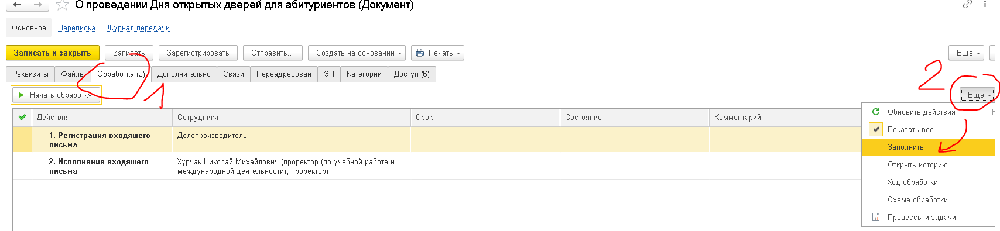 О проведении Дня открытых дверей для абитуриентов (Документ)
Основное Переписка Журнал передачи
Записать и закрыть Записать Зарегистрировать Отправить... Создать на основании Печать Еще
Реквизиты Файлы Обработка (2) Дополнительно Связи Переадресован ЭП Категории Доступ (6)
2
1
Начать обработку Еще
Действия Сотрудники Срок Состояние Комментарий
Обновить действия F
1. Регистрация входящего Делопроизводитель
письма
Показать все
Заполнить
2. Исполнение входящего Хурчак Николай Михайлович (проректор (по учебной работе и
письма международной деятельности), проректор)
Открыть историю
Ход обработки
Схема обработки
Процессы и задачи